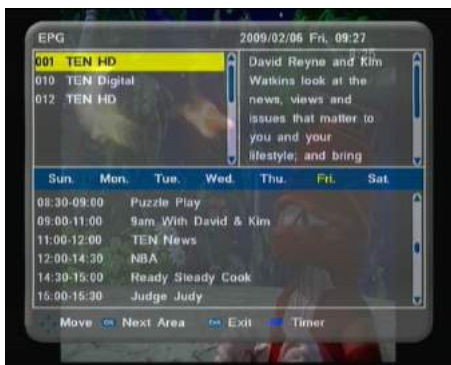 EPG 2009/02/06 Fri. 09:27
001 TEN HD
010 TEN Digital
012 TEN HD
David Reyne and Kim
Watkins look at the
news, views and
issues that matter to
you and your
lifestyle; and bring
Sun. Mon. Tue. Wed. Thu. Fri. Sat.
08:30-09:00 Puzzle Play
09:00-11:00 9am With David & Kim
11:00-12:00 TEN News
12:00-14:30 NBA
14:30-15:00 Ready Steady Cook
15:00-15:30 Judge Judy
Move OK Next Area Exit Timer